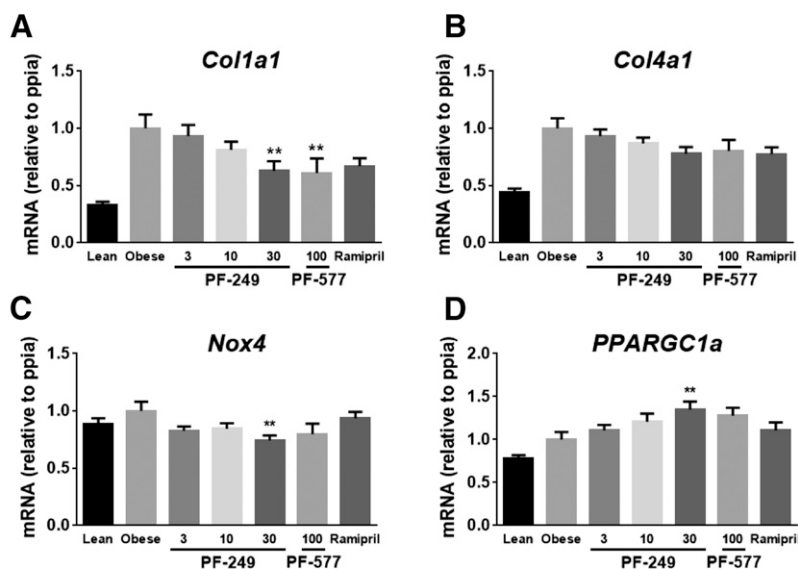 A
Col1a1
mRNA (relative to ppia)
1.5
1.0
0.5
0.0
** **
Lean Obese 3 10 30 100 Ramipril
PF-249 PF-577
B
Col4a1
mRNA (relative to ppia)
1.5
1.0
0.5
0.0
Lean Obese 3 10 30 100 Ramipril
PF-249 PF-577
C
Nox4
mRNA (relative to ppia)
1.5
1.0
0.5
0.0
**
Lean Obese 3 10 30 100 Ramipril
PF-249 PF-577
D
PPARGC1a
mRNA (relative to ppia)
2.0
1.5
1.0
0.5
0.0
**
Lean Obese 3 10 30 100 Ramipril
PF-249 PF-577